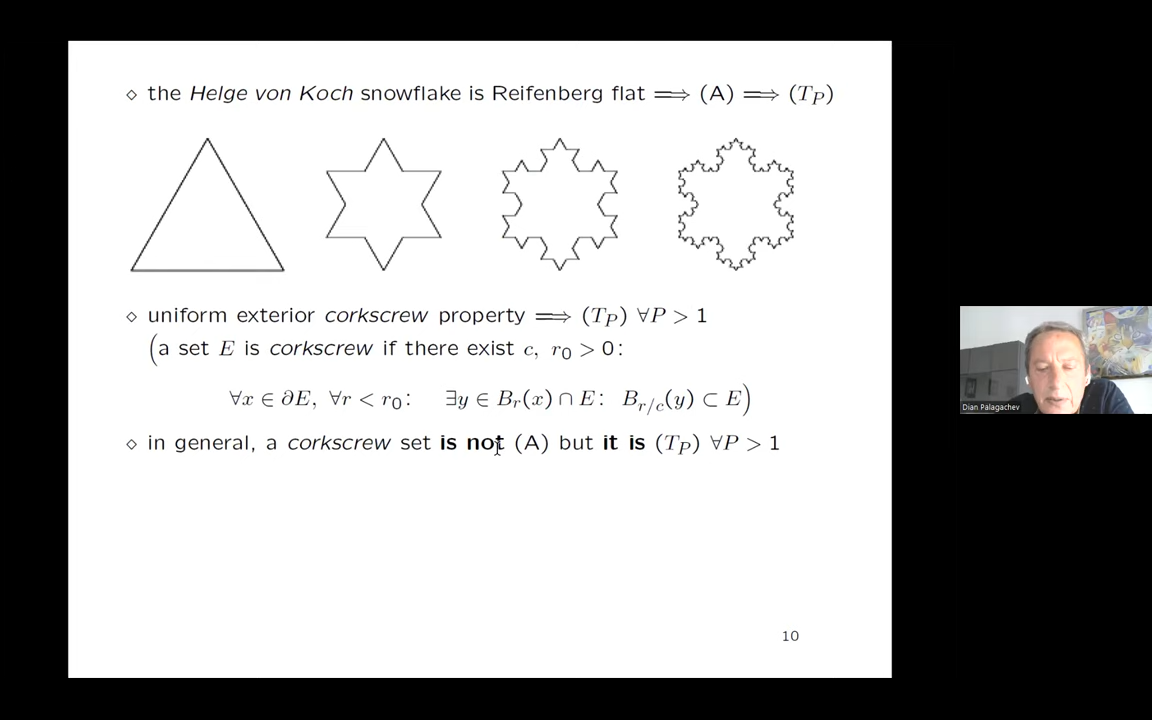 ⋄ the Helge von Koch snowflake is Reifenberg flat ⟹ (A) ⟹ (T_P)
⋄ uniform exterior corkscrew property ⟹ (T_P) ∀P > 1
(a set E is corkscrew if there exist c, r_0 > 0:
∀x ∈ ∂E, ∀r < r_0: ∃y ∈ B_r(x) ∩ E: B_{r/c}(y) ⊂ E)
⋄ in general, a corkscrew set is not (A) but it is (T_P) ∀P > 1
10
Dian Palagachev